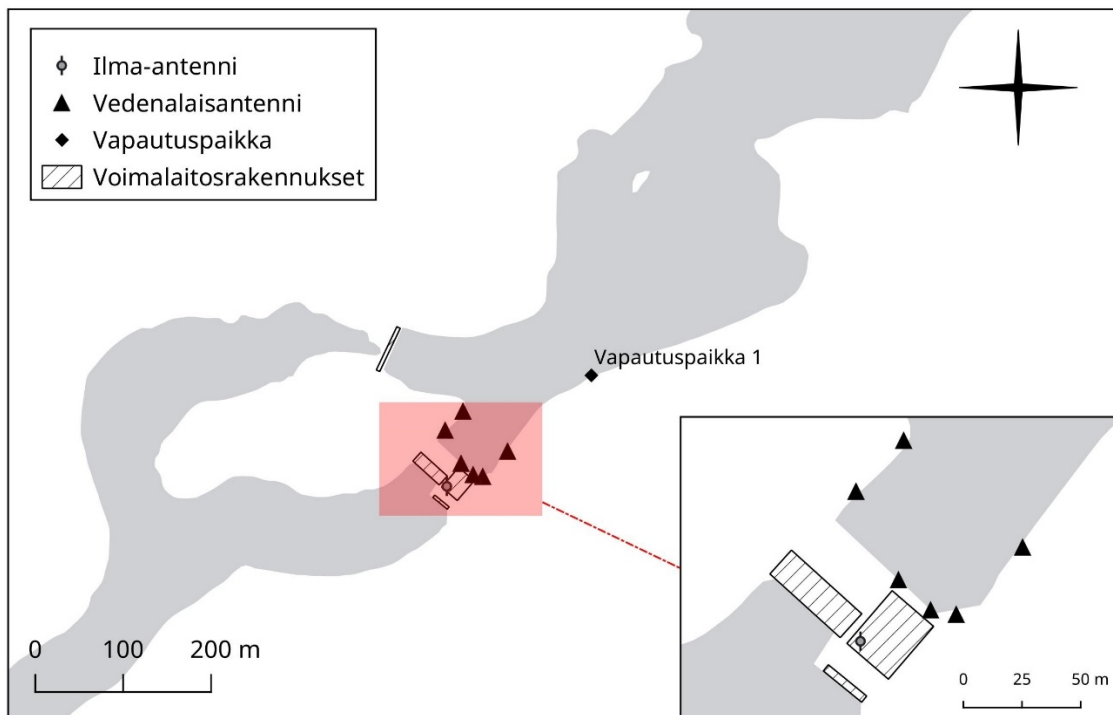 Ilma-antenni
Vedenalaisantenni
Vapautuspaikka
Voimalaitosrakennukset
Vapautuspaikka 1
0 100 200 m
0 25 50 m